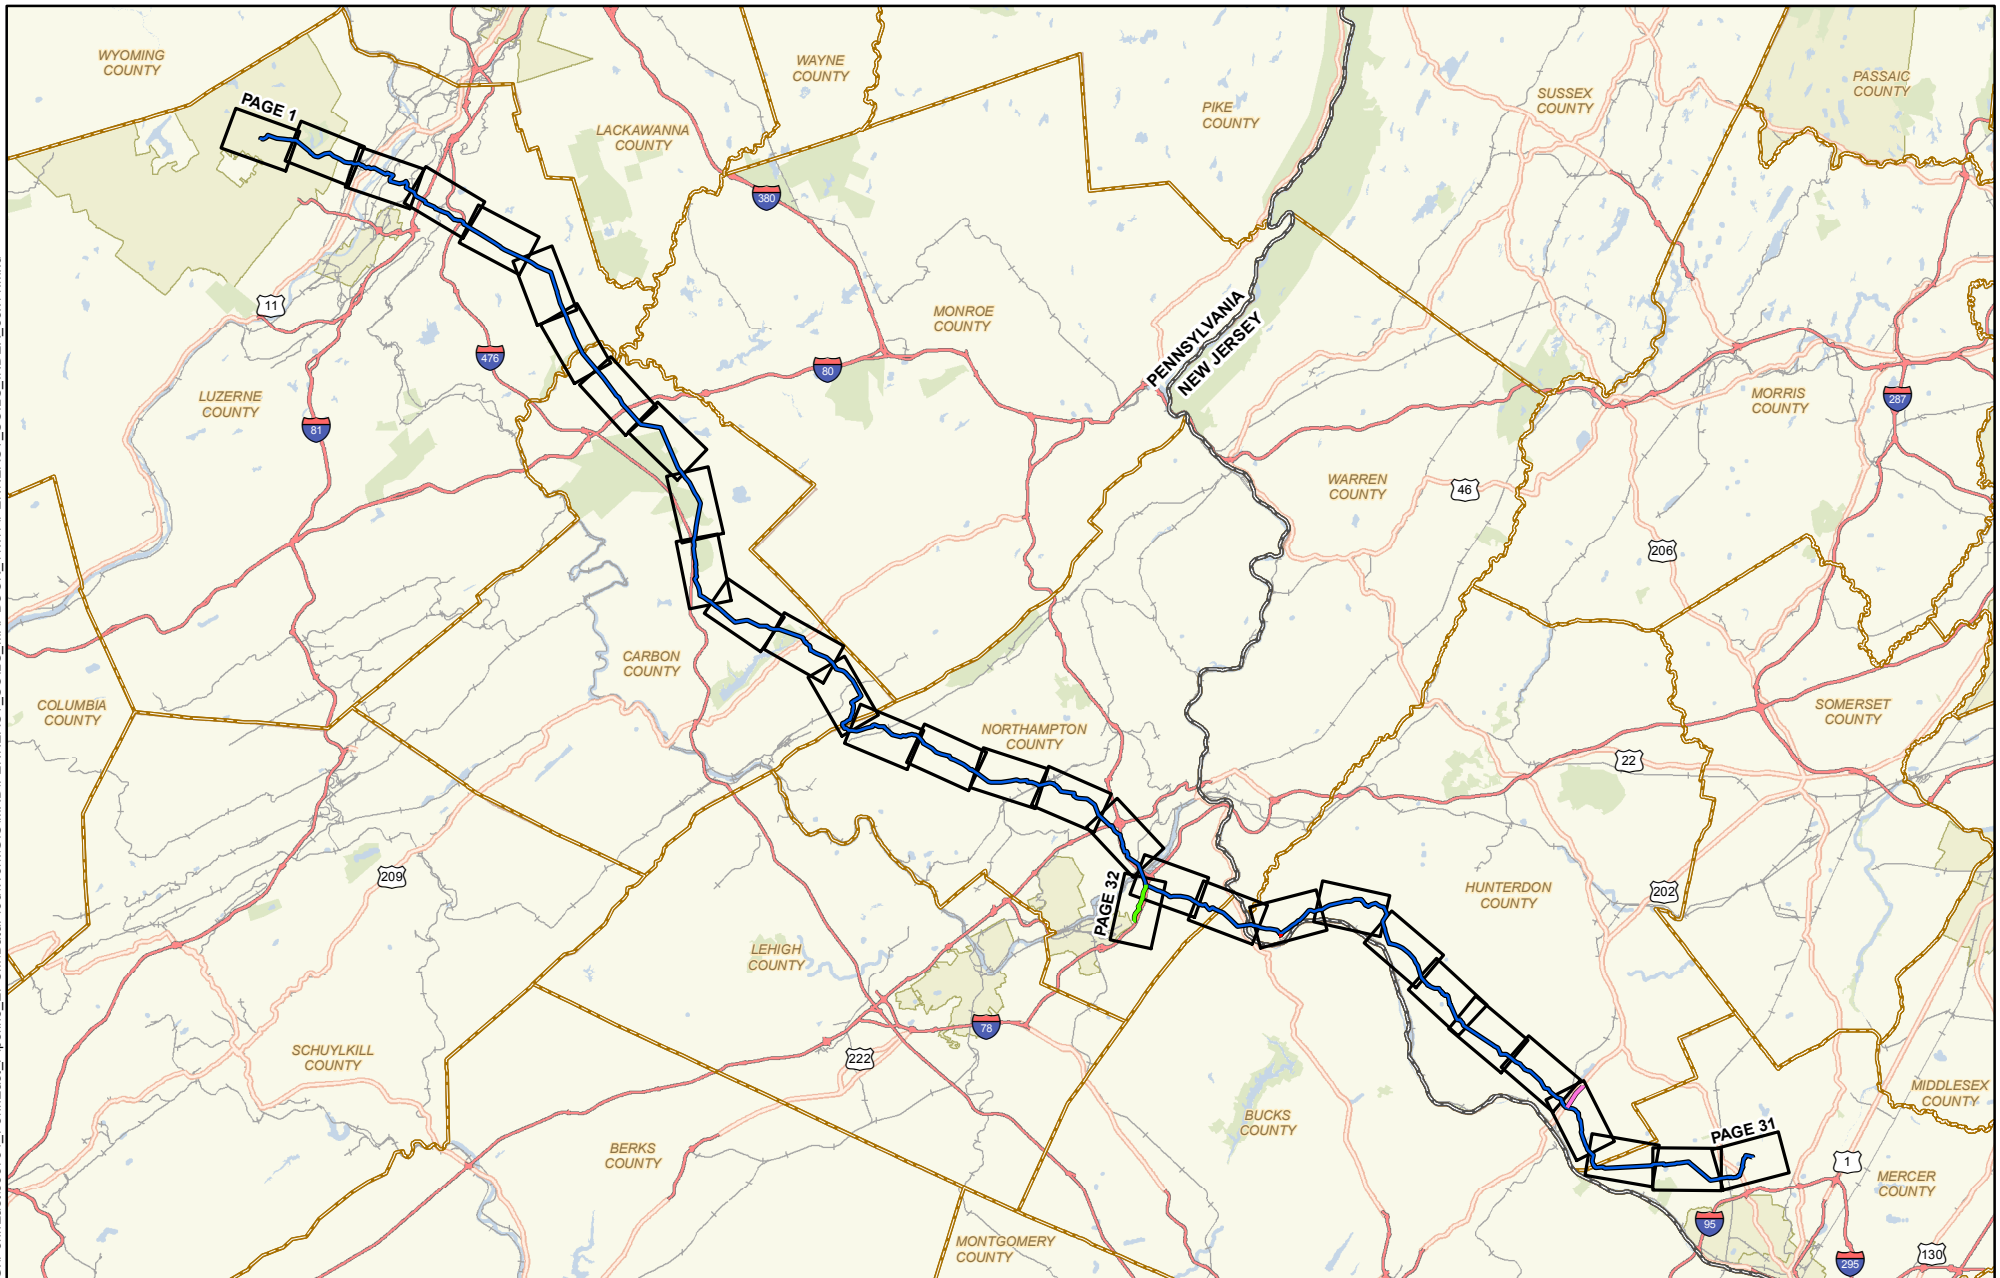 WYOMING
COUNTY
WAYNE
COUNTY
PASSAIC
COUNTY
SUSSEX
COUNTY
PIKE
COUNTY
PAGE 1
LACKAWANNA
COUNTY
380
11
MONROE
COUNTY
PENNSYLVANIA
NEW JERSEY
476
80
LUZERNE
COUNTY
MORRIS
COUNTY
287
81
WARREN
COUNTY
46
206
CARBON
COUNTY
COLUMBIA
COUNTY
SOMERSET
COUNTY
NORTHAMPTON
COUNTY
22
209
HUNTERDON
COUNTY
202
PAGE 32
LEHIGH
COUNTY
78
222
SCHUYLKILL
COUNTY
MIDDLESEX
COUNTY
BUCKS
COUNTY
PAGE 31
BERKS
COUNTY
1
MERCER
COUNTY
95
MONTGOMERY
COUNTY
130
295